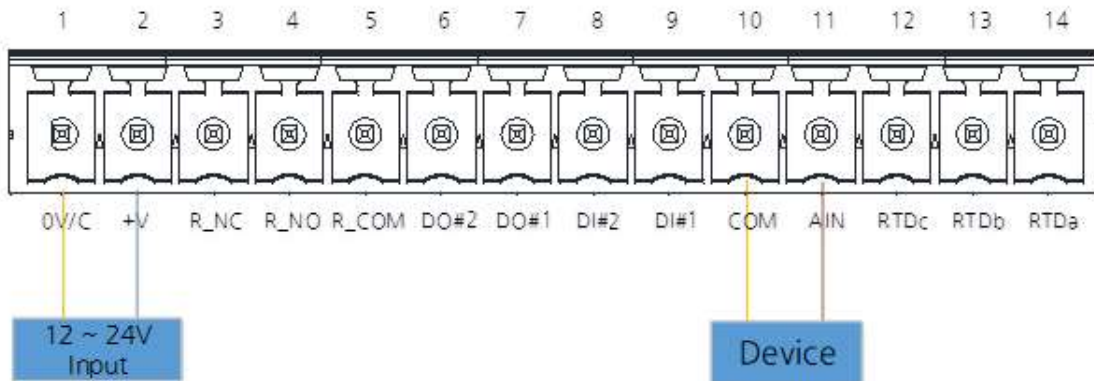 1 2 3 4 5 6 7 8 9 10 11 12 13 14
0V/C +V R_NC R_NO R_COM DO#2 DO#1 DI#2 DI#1 COM AIN RTDc RTDb RTDa
12 ~ 24V
Input
Device